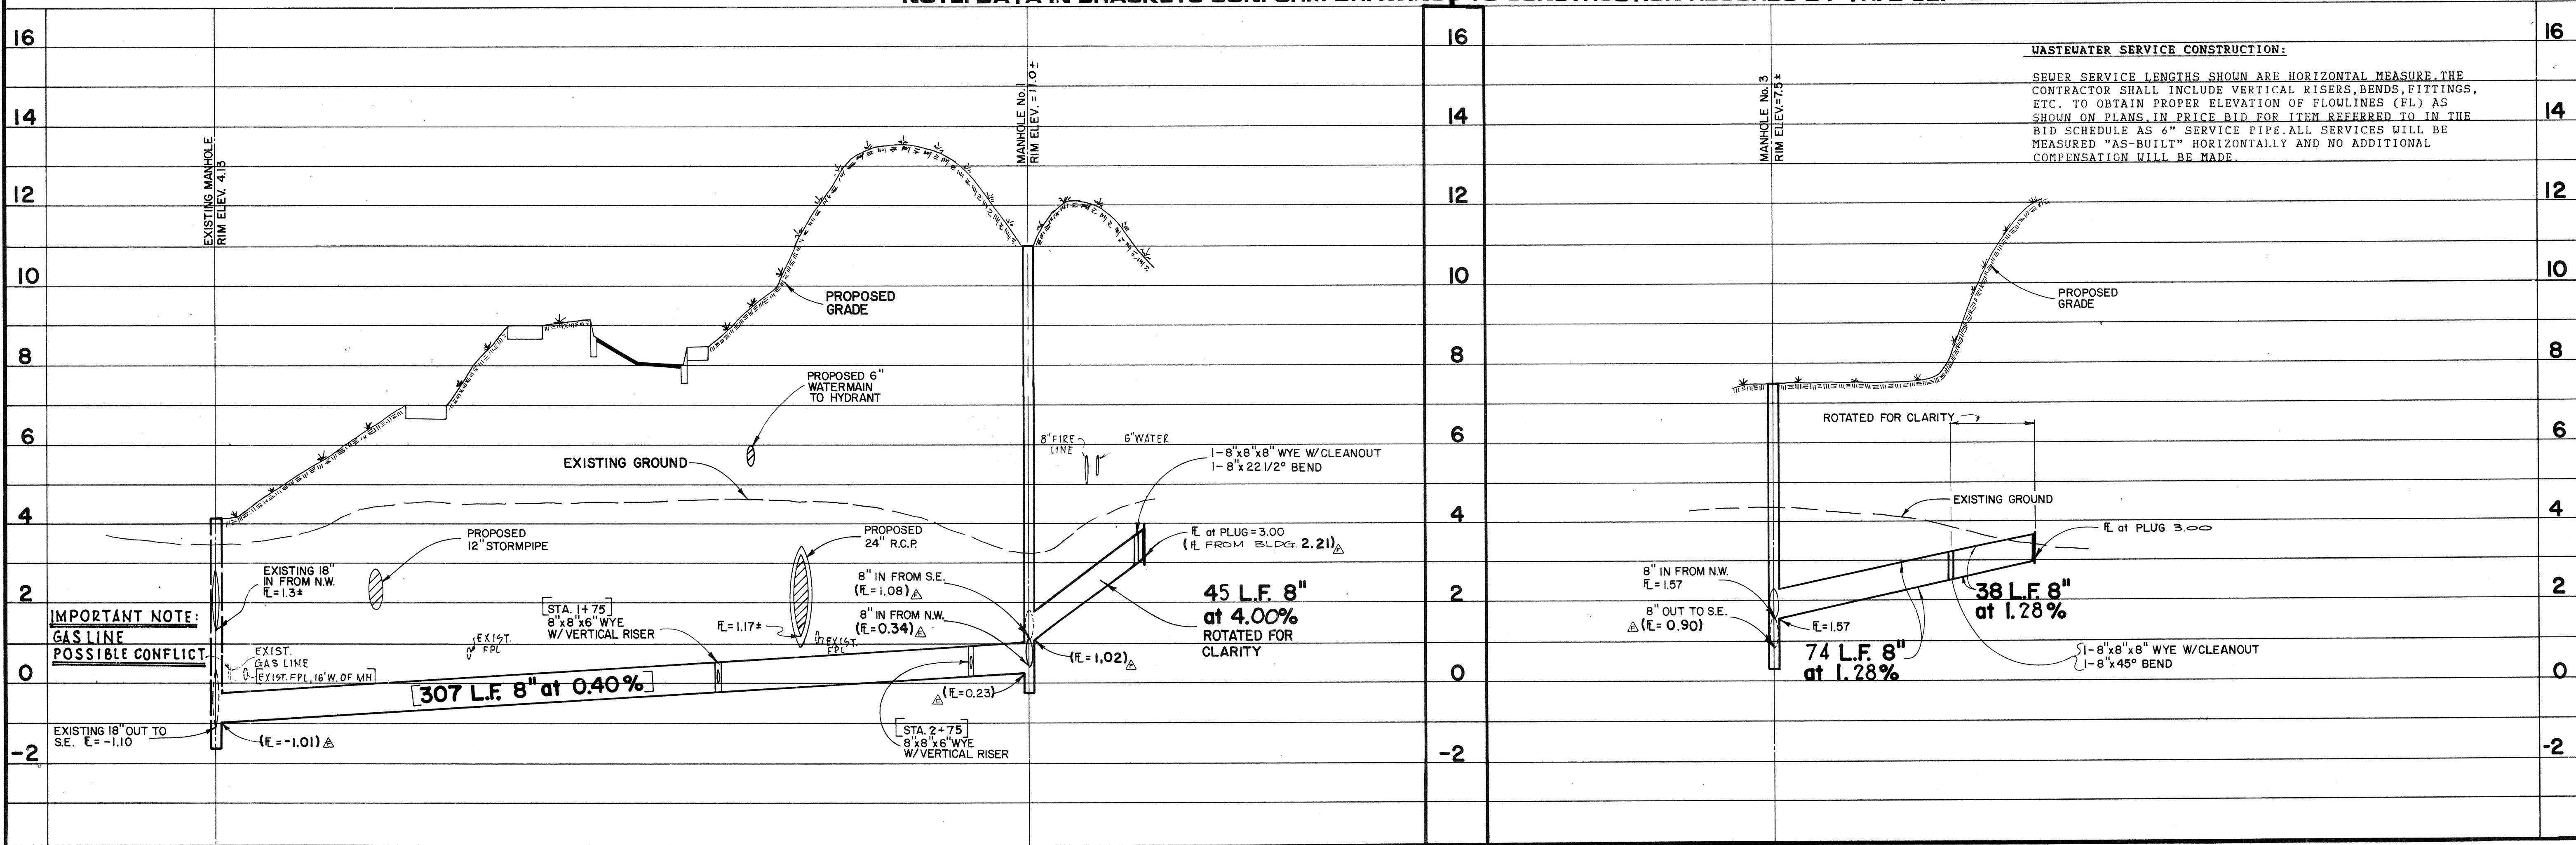 16
14
12
10
8
6
4
2
0
-2
EXISTING MANHOLE
RIM ELEV. 4.13
MANHOLE No. 1
RIM ELEV. = 11.0±
PROPOSED
GRADE
PROPOSED 6"
WATERMAIN
TO HYDRANT
EXISTING GROUND
8" FIRE
LINE
6" WATER
1-8"x8"x8" WYE W/CLEANOUT
1-8"x 22 1/2° BEND
PROPOSED
12" STORMPIPE
PROPOSED
24" R.C.P.
FL at PLUG = 3.00
(FL FROM BLDG. 2.21)
EXISTING 18"
IN FROM N.W.
FL = 1.3±
8" IN FROM S.E.
(FL = 1.08)
8" IN FROM N.W.
(FL = 0.34)
45 L.F. 8"
at 4.00%
ROTATED FOR
CLARITY
IMPORTANT NOTE:
GAS LINE
POSSIBLE CONFLICT
[STA. 1+75]
8"x8"x6" WYE
W/ VERTICAL RISER
FL = 1.17±
EXIST.
FPL
EXIST.
FPL
EXIST.
GAS LINE
[EXIST. FPL, 16' W. OF MH]
(FL = 1.02)
[307 L.F. 8" at 0.40%]
(FL = 0.23)
[STA. 2+75]
8"x8"x6" WYE
W/ VERTICAL RISER
EXISTING 18" OUT TO
S.E. FL = -1.10
(FL = -1.01)
16
14
12
10
8
6
4
2
0
-2
MANHOLE No. 3
RIM ELEV. = 7.5±
WASTEWATER SERVICE CONSTRUCTION:
SEWER SERVICE LENGTHS SHOWN ARE HORIZONTAL MEASURE.THE
CONTRACTOR SHALL INCLUDE VERTICAL RISERS,BENDS,FITTINGS,
ETC. TO OBTAIN PROPER ELEVATION OF FLOWLINES (FL) AS
SHOWN ON PLANS.IN PRICE BID FOR ITEM REFERRED TO IN THE
BID SCHEDULE AS 6" SERVICE PIPE.ALL SERVICES WILL BE
MEASURED "AS-BUILT" HORIZONTALLY AND NO ADDITIONAL
COMPENSATION WILL BE MADE.
PROPOSED
GRADE
ROTATED FOR CLARITY
EXISTING GROUND
FL at PLUG 3.00
8" IN FROM N.W.
FL = 1.57
8" OUT TO S.E.
(FL = 0.90)
FL = 1.57
38 L.F. 8"
at 1.28%
74 L.F. 8"
at 1.28%
1-8"x8"x8" WYE W/CLEANOUT
1-8"x45° BEND
16
14
12
10
8
6
4
2
0
-2